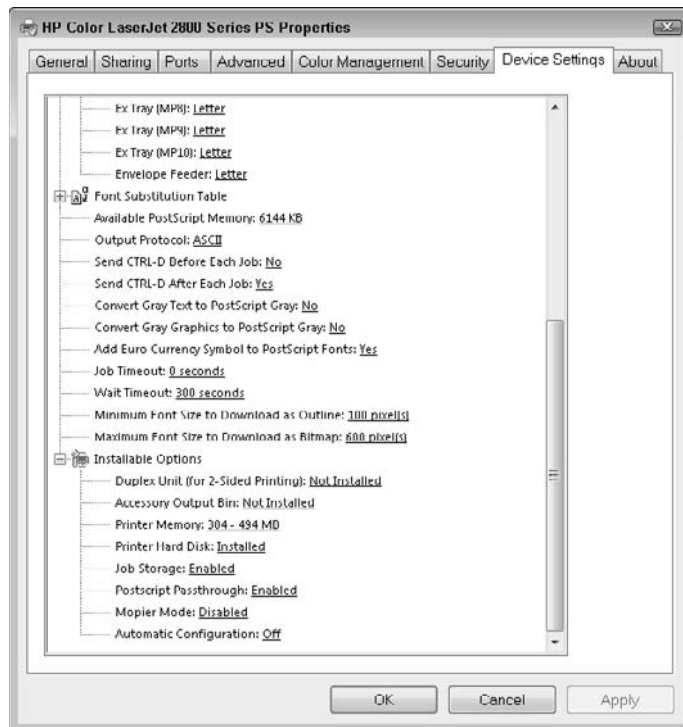 HP Color LaserJet 2800 Series PS Properties
General Sharing Ports Advanced Color Management Security Device Settings About
Ex Tray (MP8): Letter
Ex Tray (MP9): Letter
Ex Tray (MP10): Letter
Envelope Feeder: Letter
Font Substitution Table
Available PostScript Memory: 6144 KB
Output Protocol: ASCII
Send CTRL-D Before Each Job: No
Send CTRL-D After Each Job: Yes
Convert Gray Text to PostScript Gray: No
Convert Gray Graphics to PostScript Gray: No
Add Euro Currency Symbol to PostScript Fonts: Yes
Job Timeout: 0 seconds
Wait Timeout: 300 seconds
Minimum Font Size to Download as Outline: 100 pixel(s)
Maximum Font Size to Download as Bitmap: 600 pixel(s)
Installable Options
Duplex Unit (for 2-Sided Printing): Not Installed
Accessory Output Bin: Not Installed
Printer Memory: 304 - 494 MB
Printer Hard Disk: Installed
Job Storage: Enabled
Postscript Passthrough: Enabled
Mopier Mode: Disabled
Automatic Configuration: Off
OK Cancel Apply